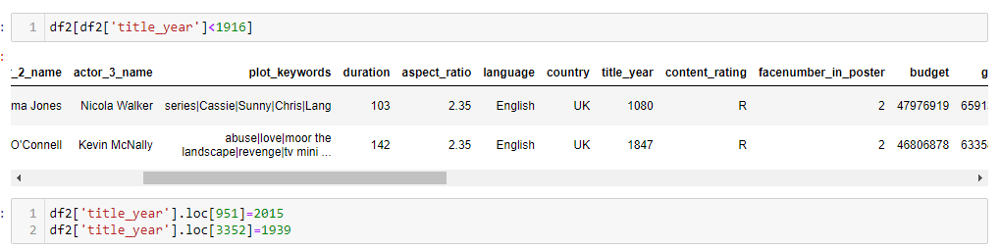 1 df2[df2['title_year']<1916]
_2_name actor_3_name plot_keywords duration aspect_ratio language country title_year content_rating facenumber_in_poster budget g
ma Jones Nicola Walker series|Cassie|Sunny|Chris|Lang 103 2.35 English UK 1080 R 2 47976919 6591
O'Connell Kevin McNally abuse|love|moor the 142 2.35 English UK 1847 R 2 46806878 6335
landscape|revenge|tv mini ...
1 df2['title_year'].loc[951]=2015
2 df2['title_year'].loc[3352]=1939